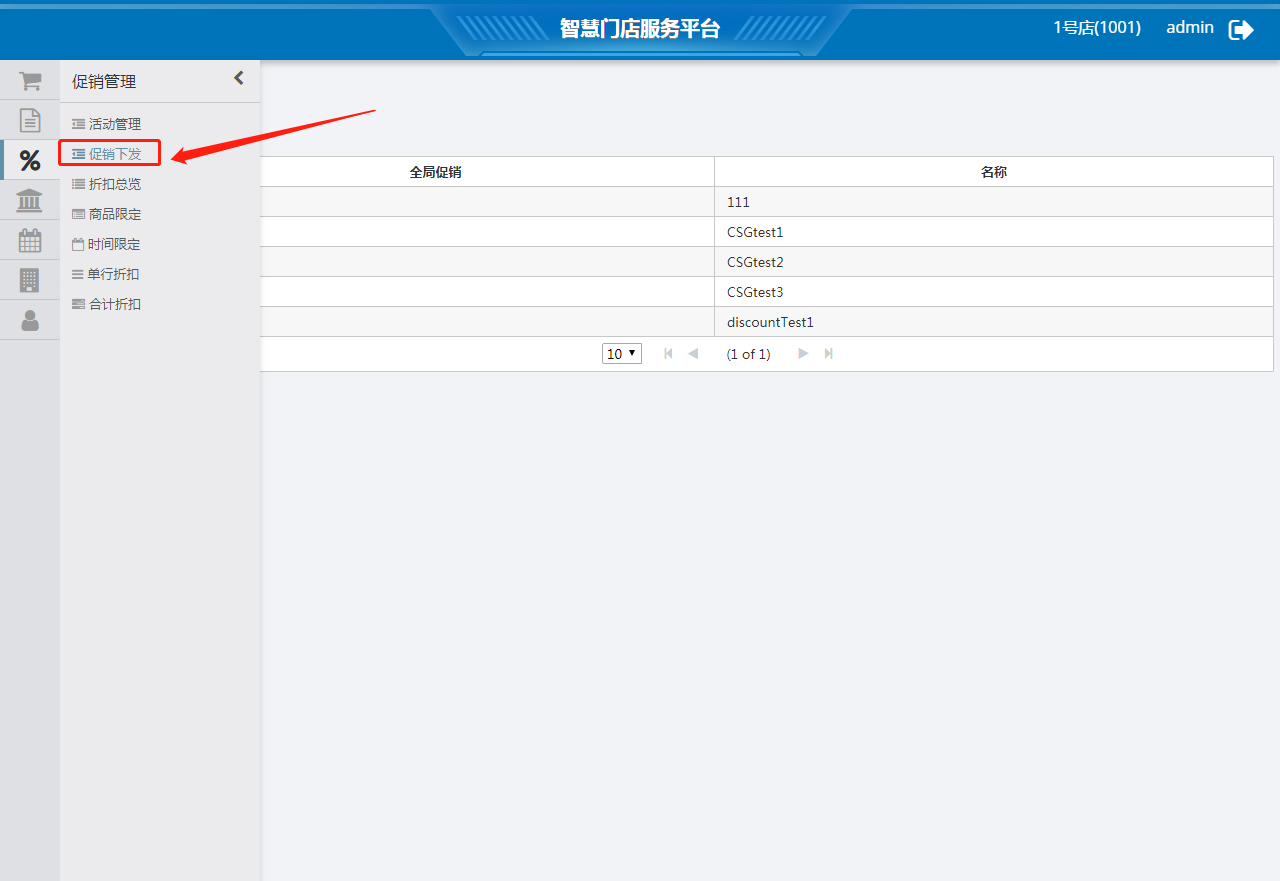 智慧门店服务平台
1号店(1001) admin
促销管理
活动管理
促销下发
折扣总览
商品限定
时间限定
单行折扣
合计折扣
全局促销 名称
111
CSGtest1
CSGtest2
CSGtest3
discountTest1
10 (1 of 1)